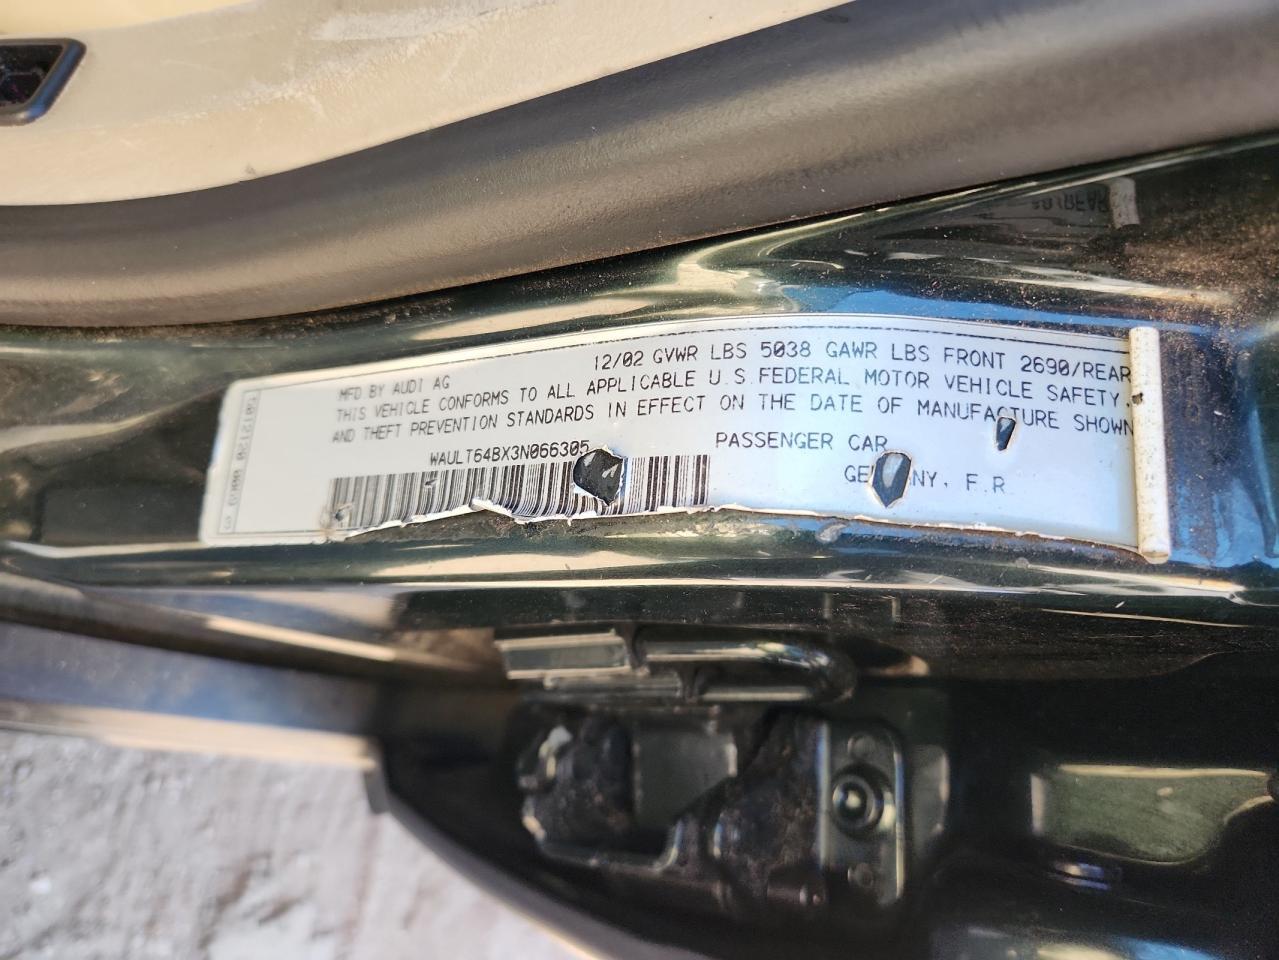 MFD BY AUDI AG 12/02 GVWR LBS 5038 GAWR LBS FRONT 2690/REAR
THIS VEHICLE CONFORMS TO ALL APPLICABLE U.S.FEDERAL MOTOR VEHICLE SAFETY,
AND THEFT PREVENTION STANDARDS IN EFFECT ON THE DATE OF MANUFACTURE SHOWN
WAULT64BX3N066305 PASSENGER CAR
GE NY, F.R